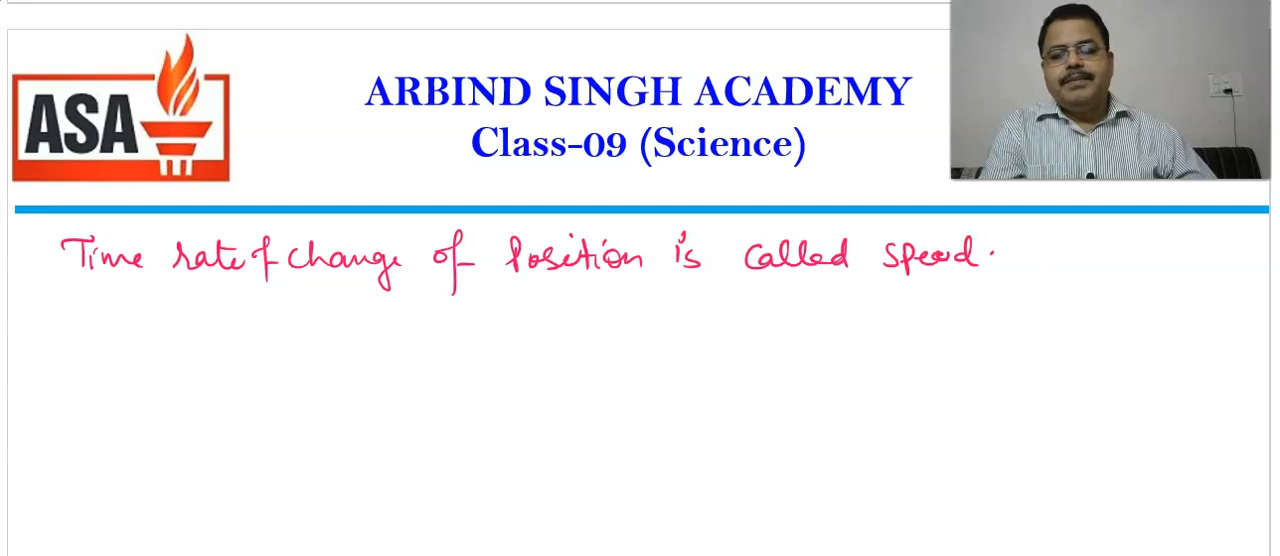 ASA
ARBIND SINGH ACADEMY
Class-09 (Science)
Time rate of change of Position is called speed.